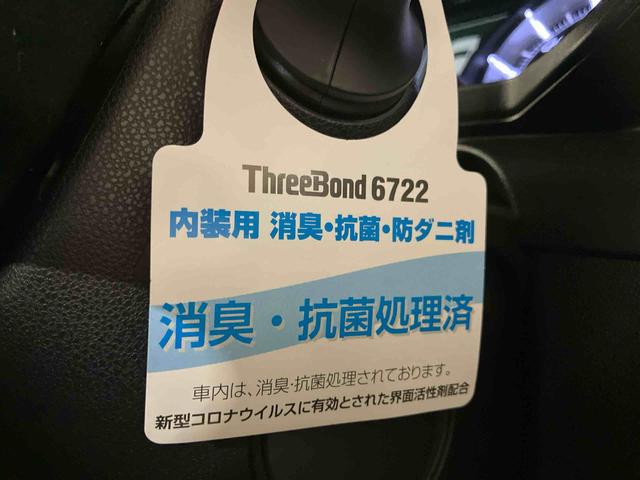 ThreeBond 6722
内装用 消臭・抗菌・防ダニ剤
消臭・抗菌処理済
車内は、消臭・抗菌処理されております。
新型コロナウイルスに有効とされた界面活性剤配合